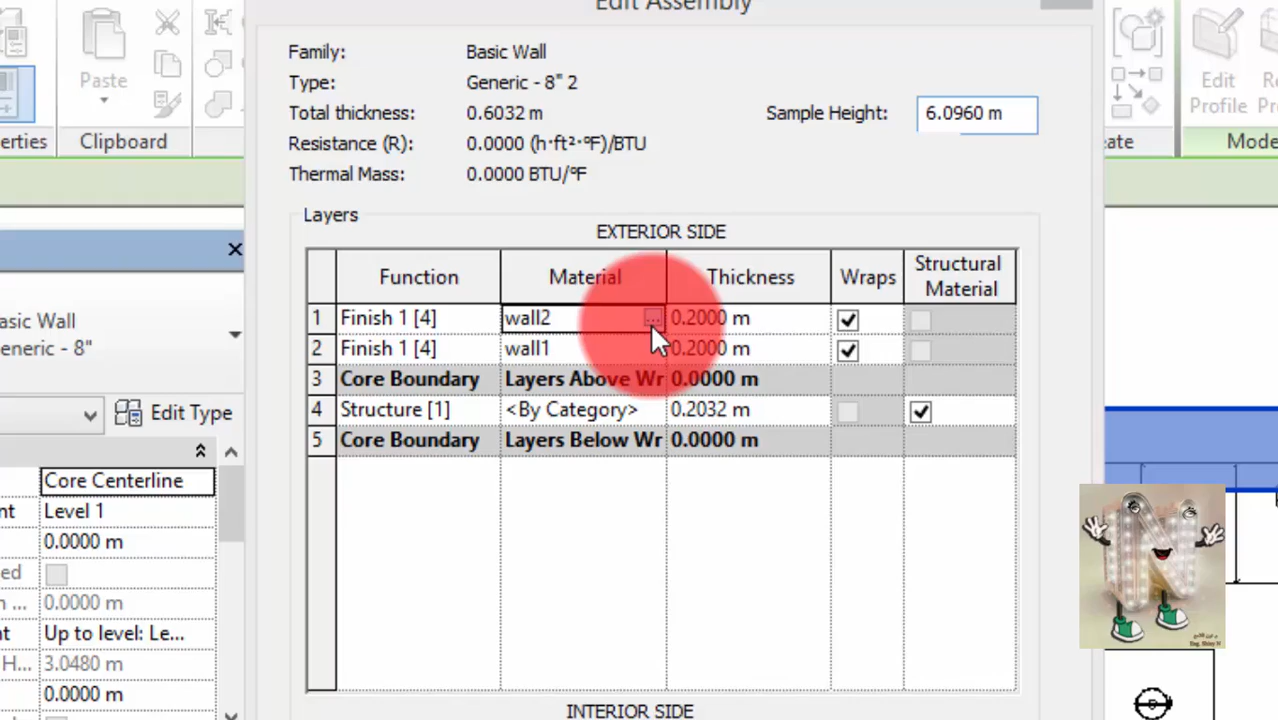 Edit Assembly
Paste
Clipboard
erties
Edit
Profile
Re
Pro
ate
Mode
Family:
Basic Wall
Type:
Generic - 8" 2
Total thickness:
0.6032 m
Sample Height:
6.0960 m
Resistance (R):
0.0000 (h·ft²·°F)/BTU
Thermal Mass:
0.0000 BTU/°F
Layers
EXTERIOR SIDE
Function Material Thickness Wraps Structural Material
1 Finish 1 [4] wall2 ... 0.2000 m
2 Finish 1 [4] wall1 0.2000 m
3 Core Boundary Layers Above Wr 0.0000 m
4 Structure [1] <By Category> 0.2032 m
5 Core Boundary Layers Below Wr 0.0000 m
INTERIOR SIDE
asic Wall
eneric - 8"
Edit Type
Core Centerline
nt Level 1
0.0000 m
ed
n ... 0.0000 m
nt Up to level: Le...
H... 3.0480 m
0.0000 m